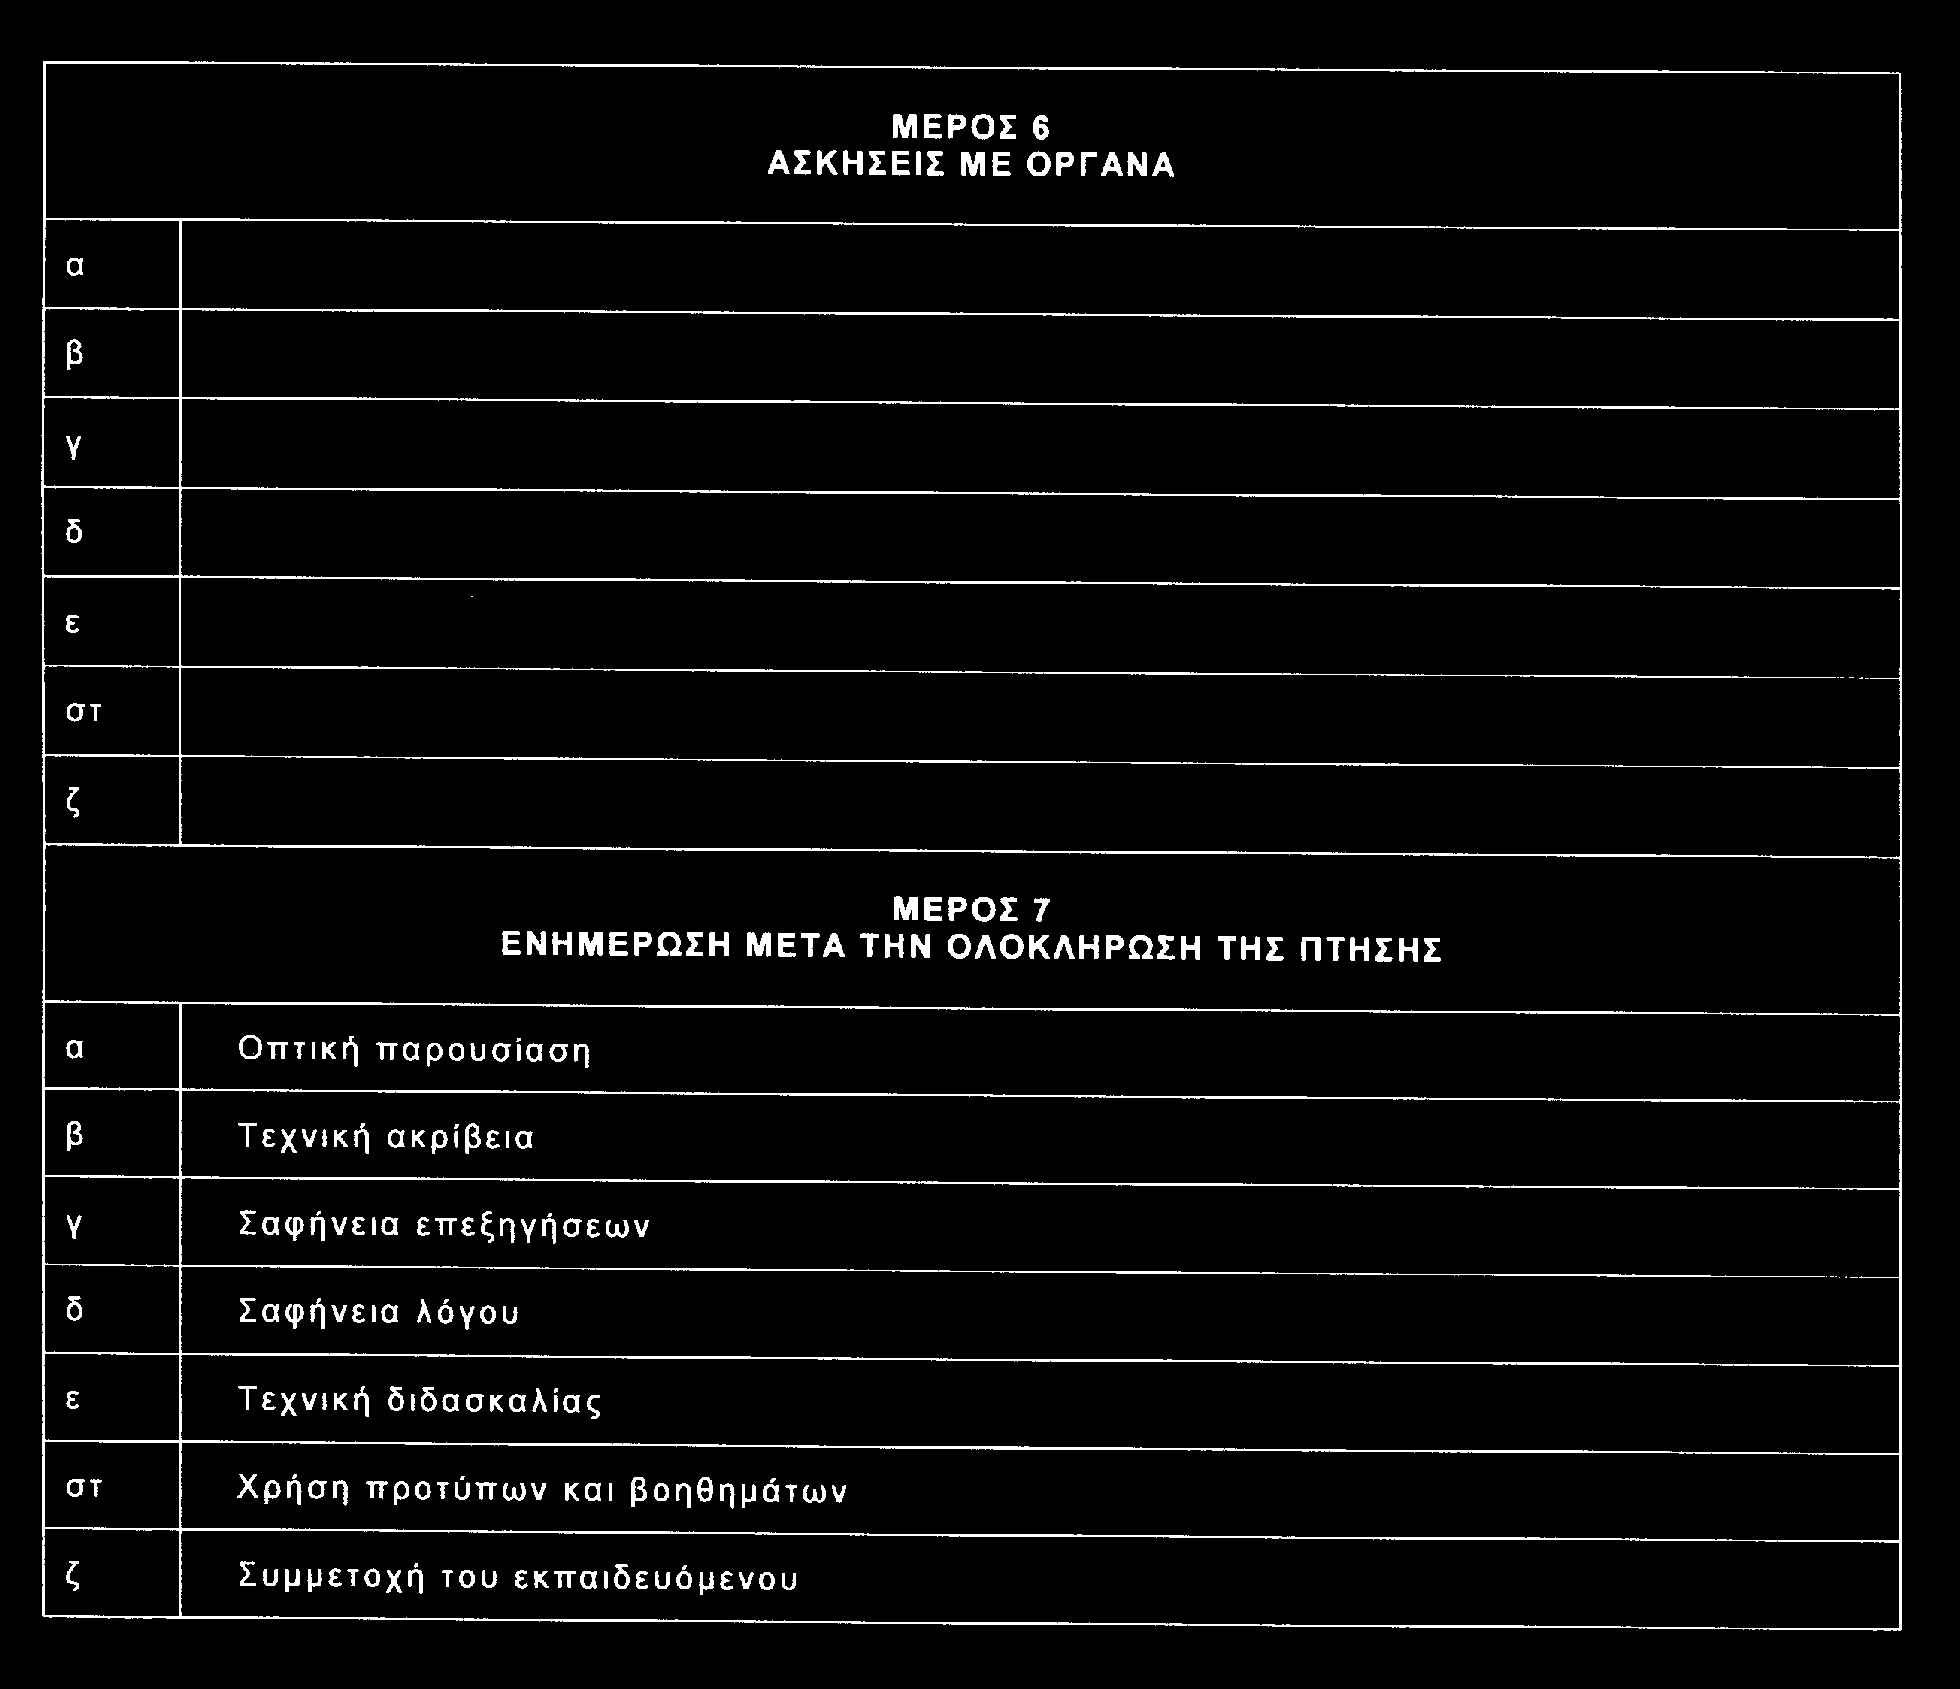 ΜΕΡΟΣ 6
ΑΣΚΗΣΕΙΣ ΜΕ ΟΡΓΑΝΑ
α
β
γ
δ
ε
στ
ζ
ΜΕΡΟΣ 7
ΕΝΗΜΕΡΩΣΗ ΜΕΤΑ ΤΗΝ ΟΛΟΚΛΗΡΩΣΗ ΤΗΣ ΠΤΗΣΗΣ
α Οπτική παρουσίαση
β Τεχνική ακρίβεια
γ Σαφήνεια επεξηγήσεων
δ Σαφήνεια λόγου
ε Τεχνική διδασκαλίας
στ Χρήση προτύπων και βοηθημάτων
ζ Συμμετοχή του εκπαιδευόμενου